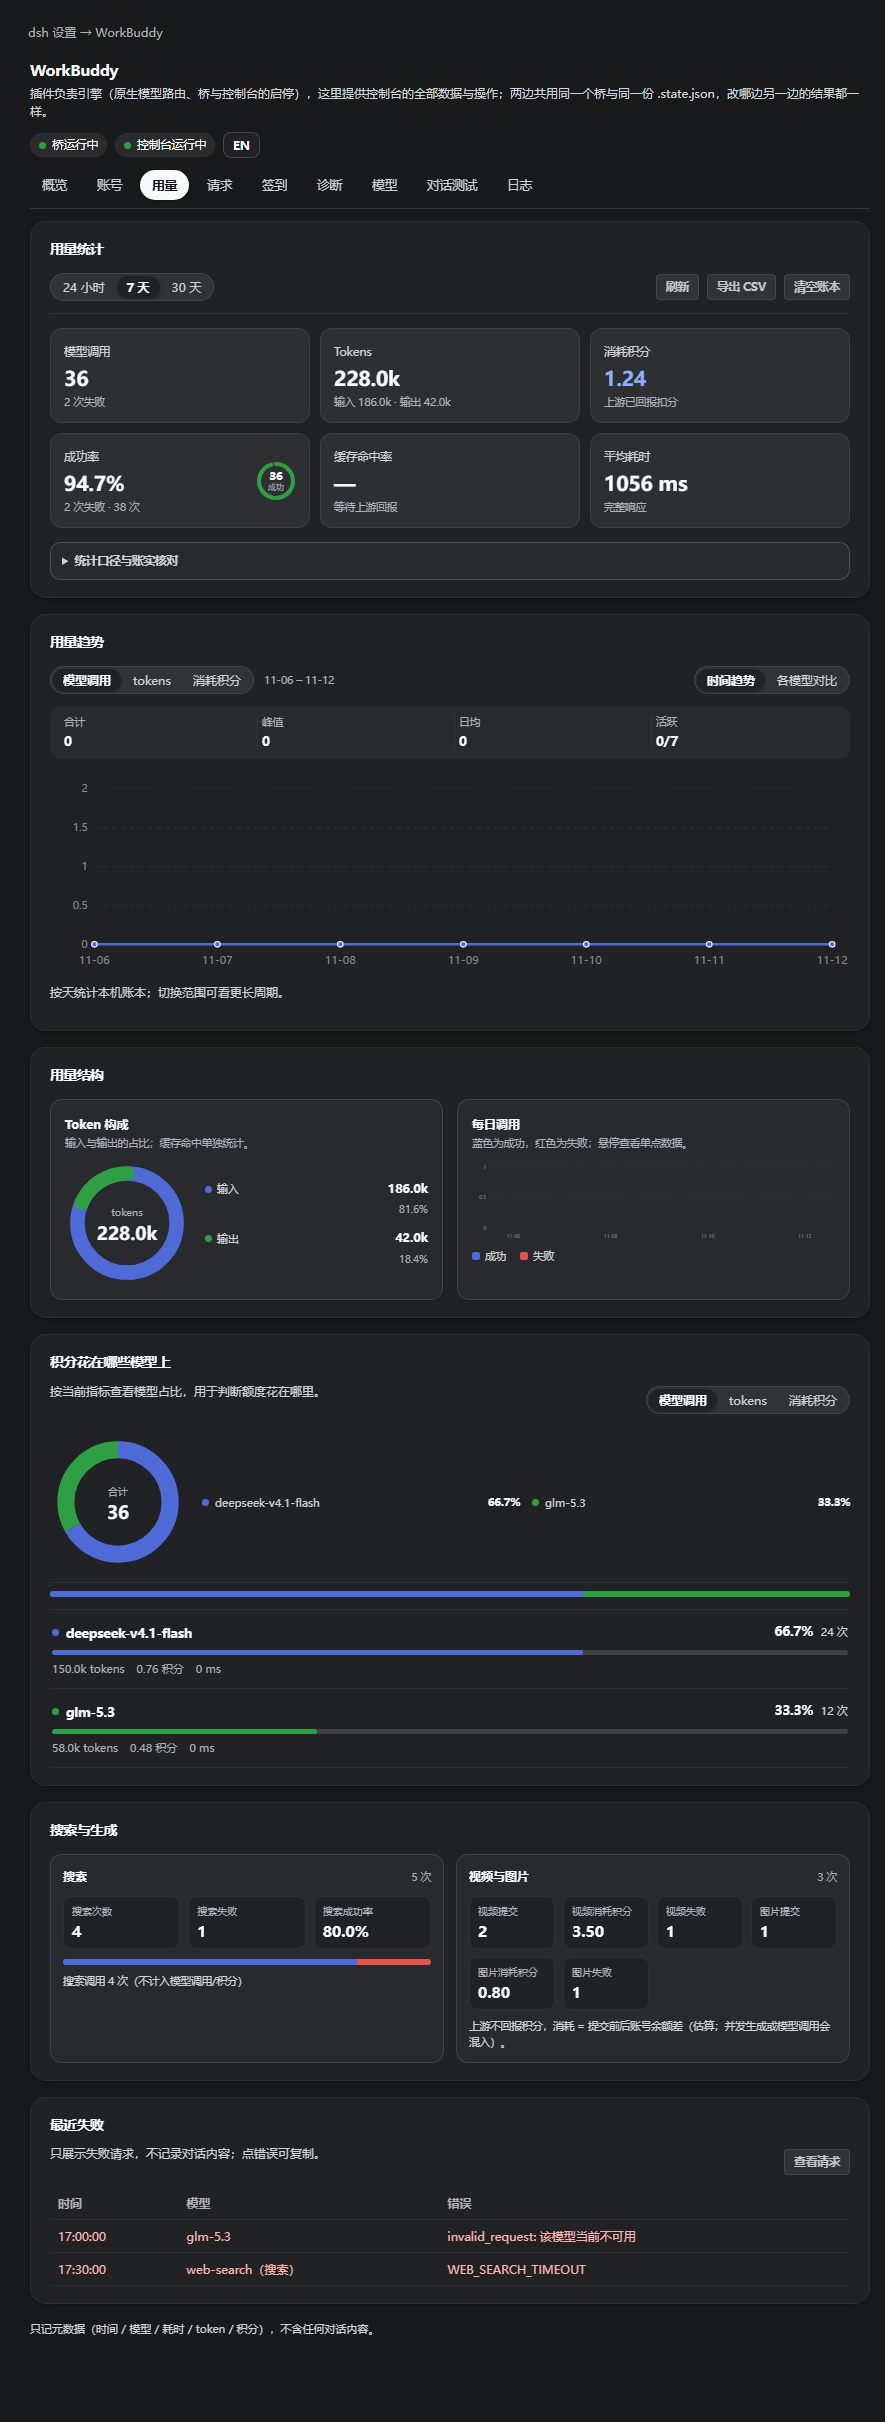 dsh 设置 → WorkBuddy
WorkBuddy
插件负责引擎（原生模型路由、桥与控制台的启停），这里提供控制台的全部数据与操作；两边共用同一个桥与同一份 .state.json，改哪边另一边的结果都一
样。
桥运行中 控制台运行中 EN
概览 账号 用量 请求 签到 诊断 模型 对话测试 日志
用量统计
24 小时 7 天 30 天 刷新 导出 CSV 清空账本
模型调用
36
2 次失败
Tokens
228.0k
输入 186.0k · 输出 42.0k
消耗积分
1.24
上游已回报扣分
成功率
94.7%
2 次失败 · 38 次
36
成功
缓存命中率
—
等待上游回报
平均耗时
1056 ms
完整响应
▶ 统计口径与账实核对
用量趋势
模型调用 tokens 消耗积分 11-06 – 11-12 时间趋势 各模型对比
合计 峰值 日均 活跃
0 0 0 0/7
2
1.5
1
0.5
0
11-06 11-07 11-08 11-09 11-10 11-11 11-12
按天统计本机账本；切换范围可看更长周期。
用量结构
Token 构成
输入与输出的占比；缓存命中单独统计。
tokens
228.0k
输入 186.0k
81.6%
输出 42.0k
18.4%
每日调用
蓝色为成功，红色为失败；悬停查看单点数据。
1
0.5
0
11-06 11-08 11-10 11-12
成功 失败
积分花在哪些模型上
按当前指标查看模型占比，用于判断额度花在哪里。
模型调用 tokens 消耗积分
合计
36
deepseek-v4.1-flash 66.7% glm-5.3 33.3%
deepseek-v4.1-flash 66.7% 24 次
150.0k tokens 0.76 积分 0 ms
glm-5.3 33.3% 12 次
58.0k tokens 0.48 积分 0 ms
搜索与生成
搜索 5 次
搜索次数 搜索失败 搜索成功率
4 1 80.0%
搜索调用 4 次（不计入模型调用/积分）
视频与图片 3 次
视频提交 视频消耗积分 视频失败 图片提交
2 3.50 1 1
图片消耗积分 图片失败
0.80 1
上游不回报积分，消耗 = 提交前后账号余额差（估算；并发生成或模型调用会
混入）。
最近失败
只展示失败请求，不记录对话内容；点错误可复制。
查看请求
时间 模型 错误
17:00:00 glm-5.3 invalid_request: 该模型当前不可用
17:30:00 web-search（搜索） WEB_SEARCH_TIMEOUT
只记元数据（时间 / 模型 / 耗时 / token / 积分），不含任何对话内容。